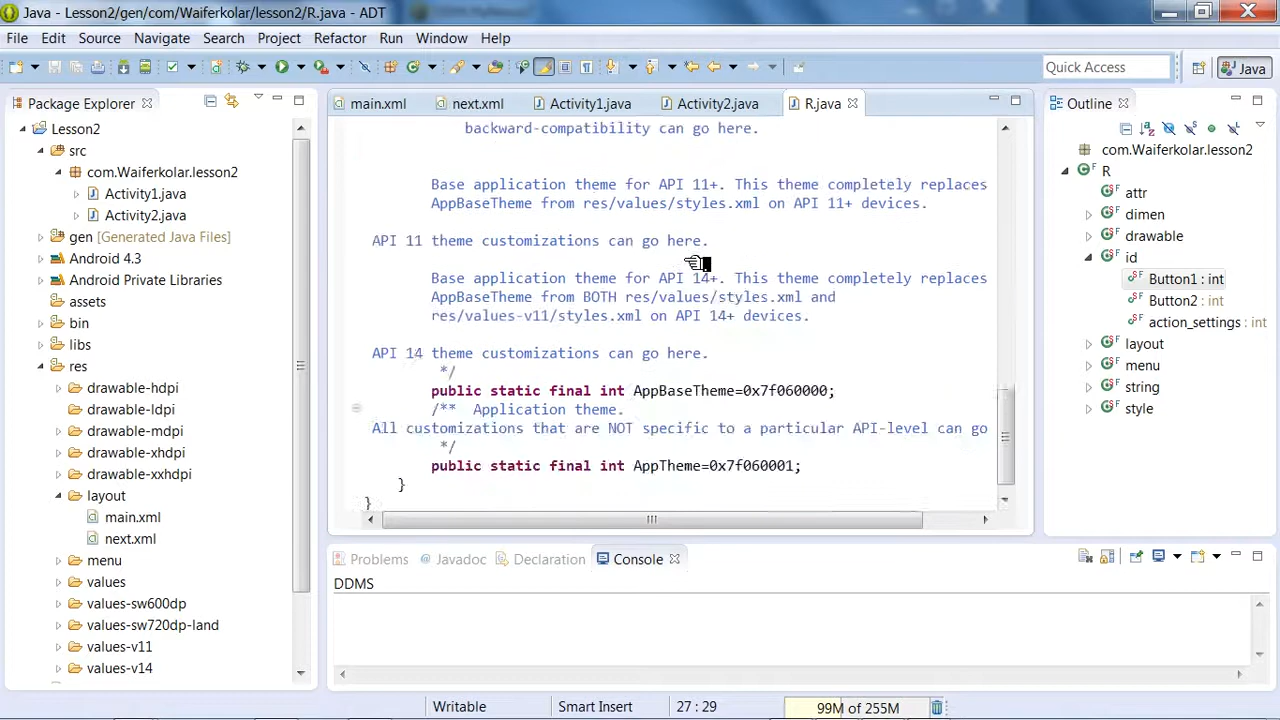 Java - Lesson2/gen/com/Waiferkolar/lesson2/R.java - ADT
File Edit Source Navigate Search Project Refactor Run Window Help
Quick Access
Java
Package Explorer
Lesson2
src
com.Waiferkolar.lesson2
Activity1.java
Activity2.java
gen [Generated Java Files]
Android 4.3
Android Private Libraries
assets
bin
libs
res
drawable-hdpi
drawable-ldpi
drawable-mdpi
drawable-xhdpi
drawable-xxhdpi
layout
main.xml
next.xml
menu
values
values-sw600dp
values-sw720dp-land
values-v11
values-v14
main.xml next.xml Activity1.java Activity2.java R.java
backward-compatibility can go here.
Base application theme for API 11+. This theme completely replaces
AppBaseTheme from res/values/styles.xml on API 11+ devices.
API 11 theme customizations can go here.
Base application theme for API 14+. This theme completely replaces
AppBaseTheme from BOTH res/values/styles.xml and
res/values-v11/styles.xml on API 14+ devices.
API 14 theme customizations can go here.
*/
public static final int AppBaseTheme=0x7f060000;
/** Application theme.
All customizations that are NOT specific to a particular API-level can go
*/
public static final int AppTheme=0x7f060001;
}
}
Outline
com.Waiferkolar.lesson2
R
attr
dimen
drawable
id
Button1 : int
Button2 : int
action_settings : int
layout
menu
string
style
Problems @ Javadoc Declaration Console
DDMS
Writable Smart Insert 27 : 29 99M of 255M